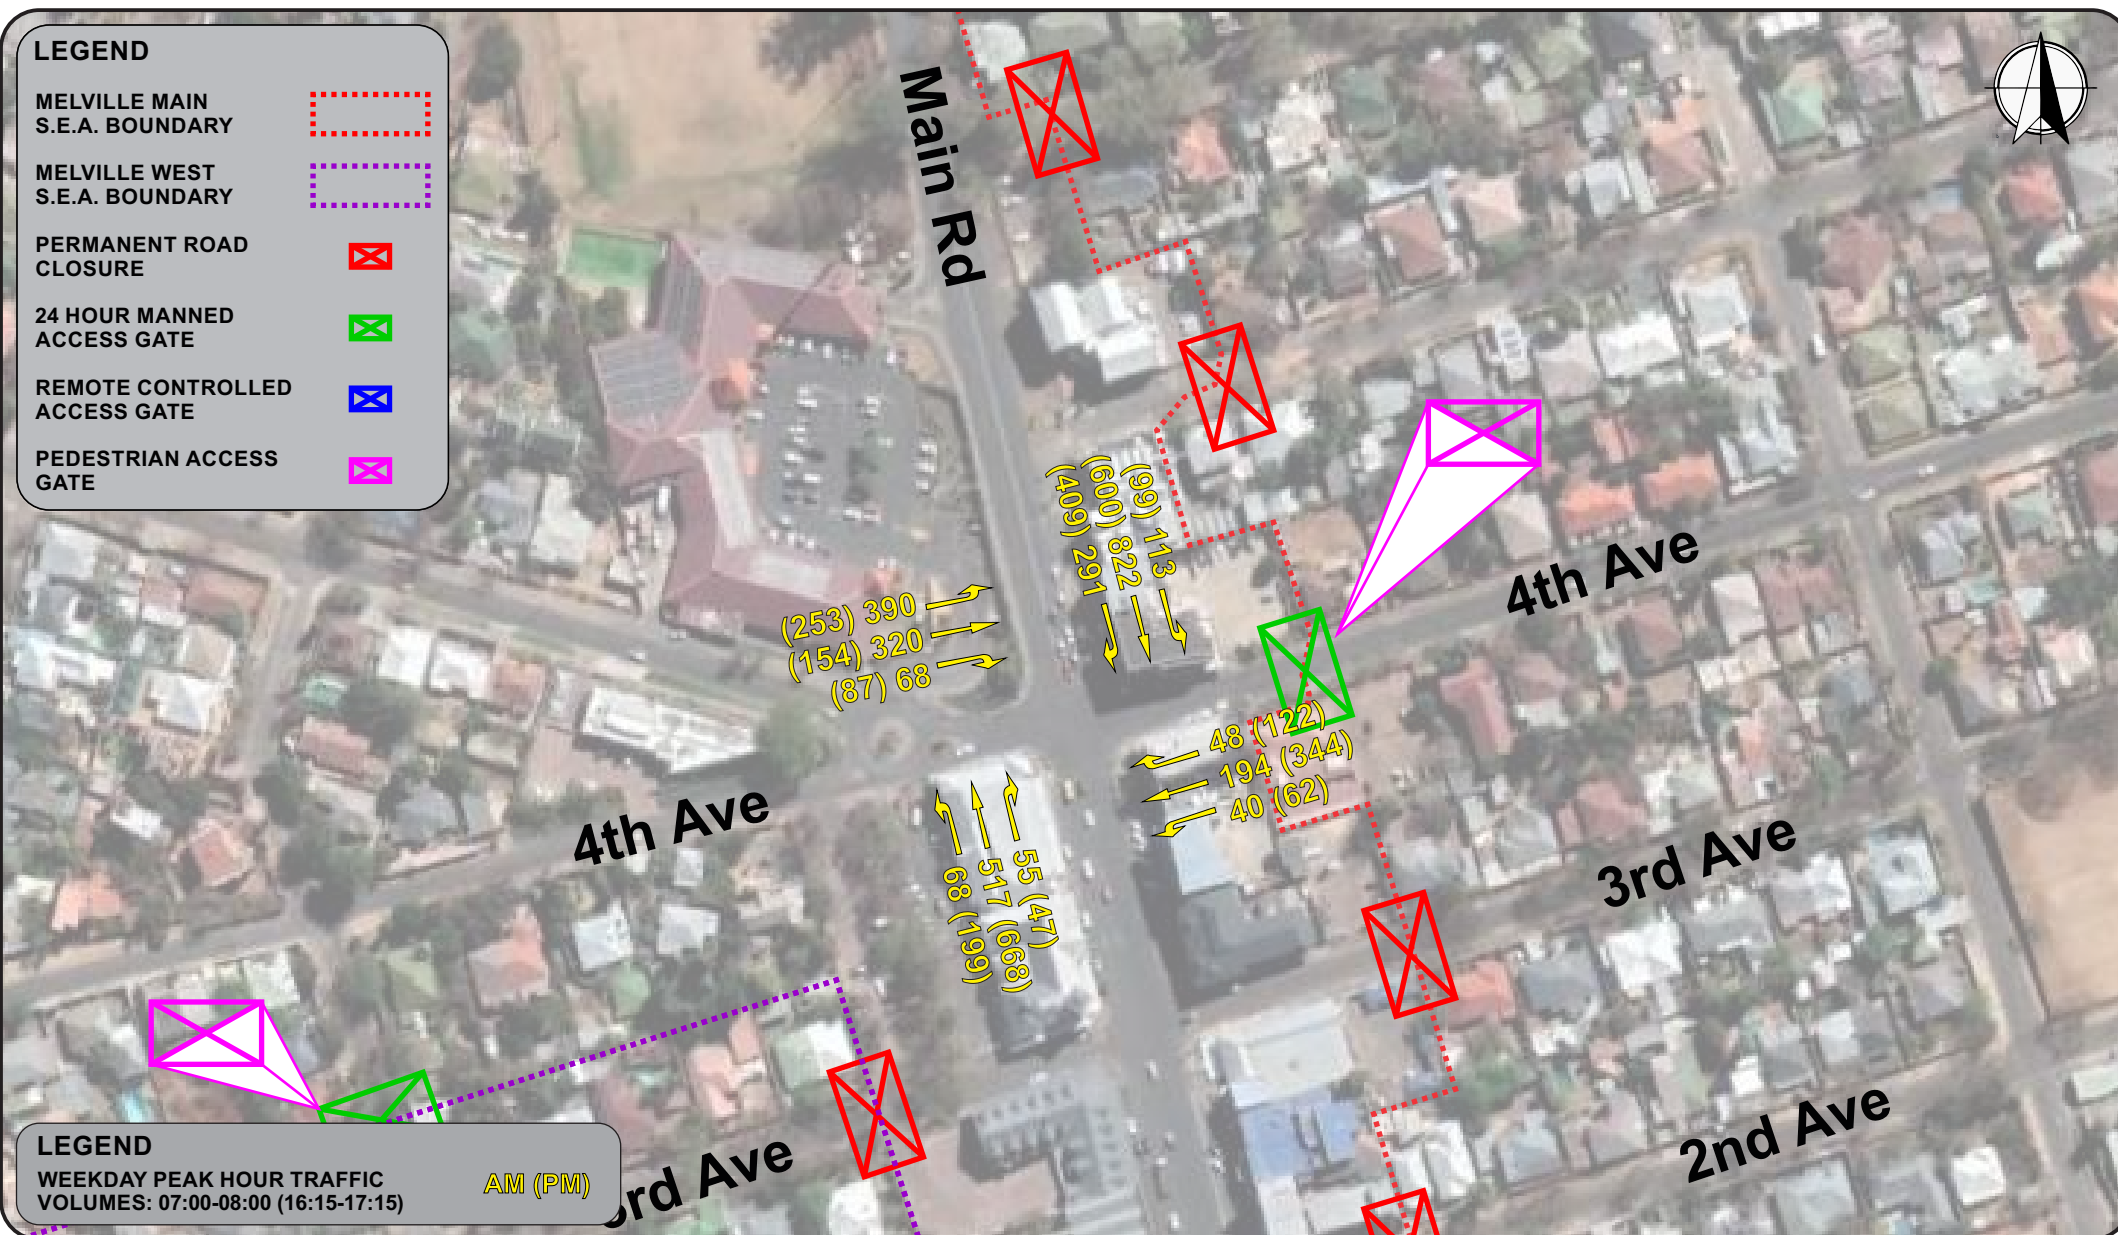 LEGEND
MELVILLE MAIN
S.E.A. BOUNDARY
MELVILLE WEST
S.E.A. BOUNDARY
PERMANENT ROAD
CLOSURE
24 HOUR MANNED
ACCESS GATE
REMOTE CONTROLLED
ACCESS GATE
PEDESTRIAN ACCESS
GATE
Main Rd
(99) 113
(600) 822
(409) 291
4th Ave
(253) 390
(154) 320
(87) 68
48 (122)
194 (344)
40 (62)
4th Ave
68 (199)
517 (668)
55 (47)
3rd Ave
2nd Ave
3rd Ave
LEGEND
WEEKDAY PEAK HOUR TRAFFIC
VOLUMES: 07:00-08:00 (16:15-17:15)
AM (PM)